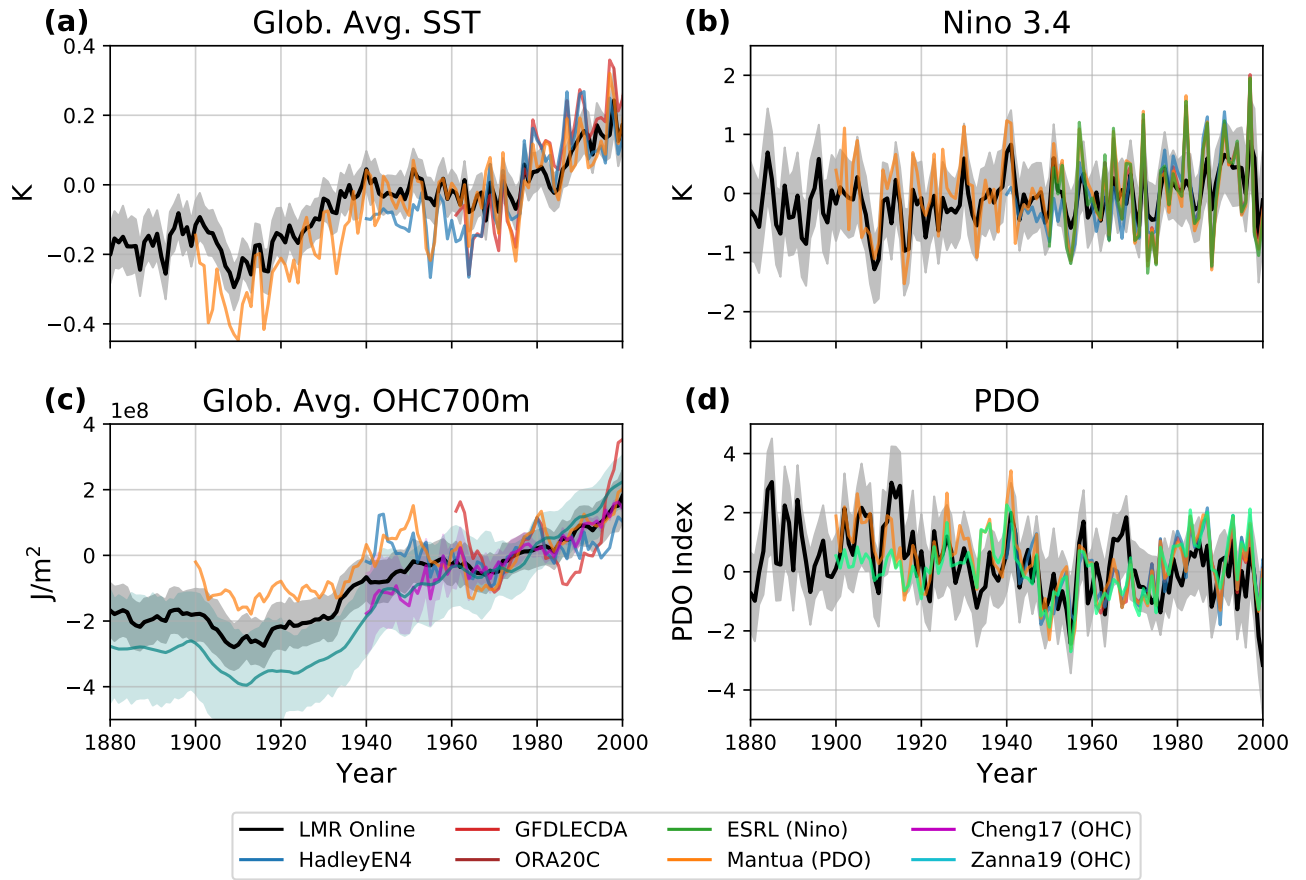 (a) Glob. Avg. SST
K
0.4
0.2
0.0
−0.2
−0.4
(b) Nino 3.4
K
2
1
0
−1
−2
(c) Glob. Avg. OHC700m
1e8
J/m²
4
2
0
−2
−4
1880 1900 1920 1940 1960 1980 2000
Year
(d) PDO
PDO Index
4
2
0
−2
−4
1880 1900 1920 1940 1960 1980 2000
Year
LMR Online GFDLECDA ESRL (Nino) Cheng17 (OHC)
HadleyEN4 ORA20C Mantua (PDO) Zanna19 (OHC)